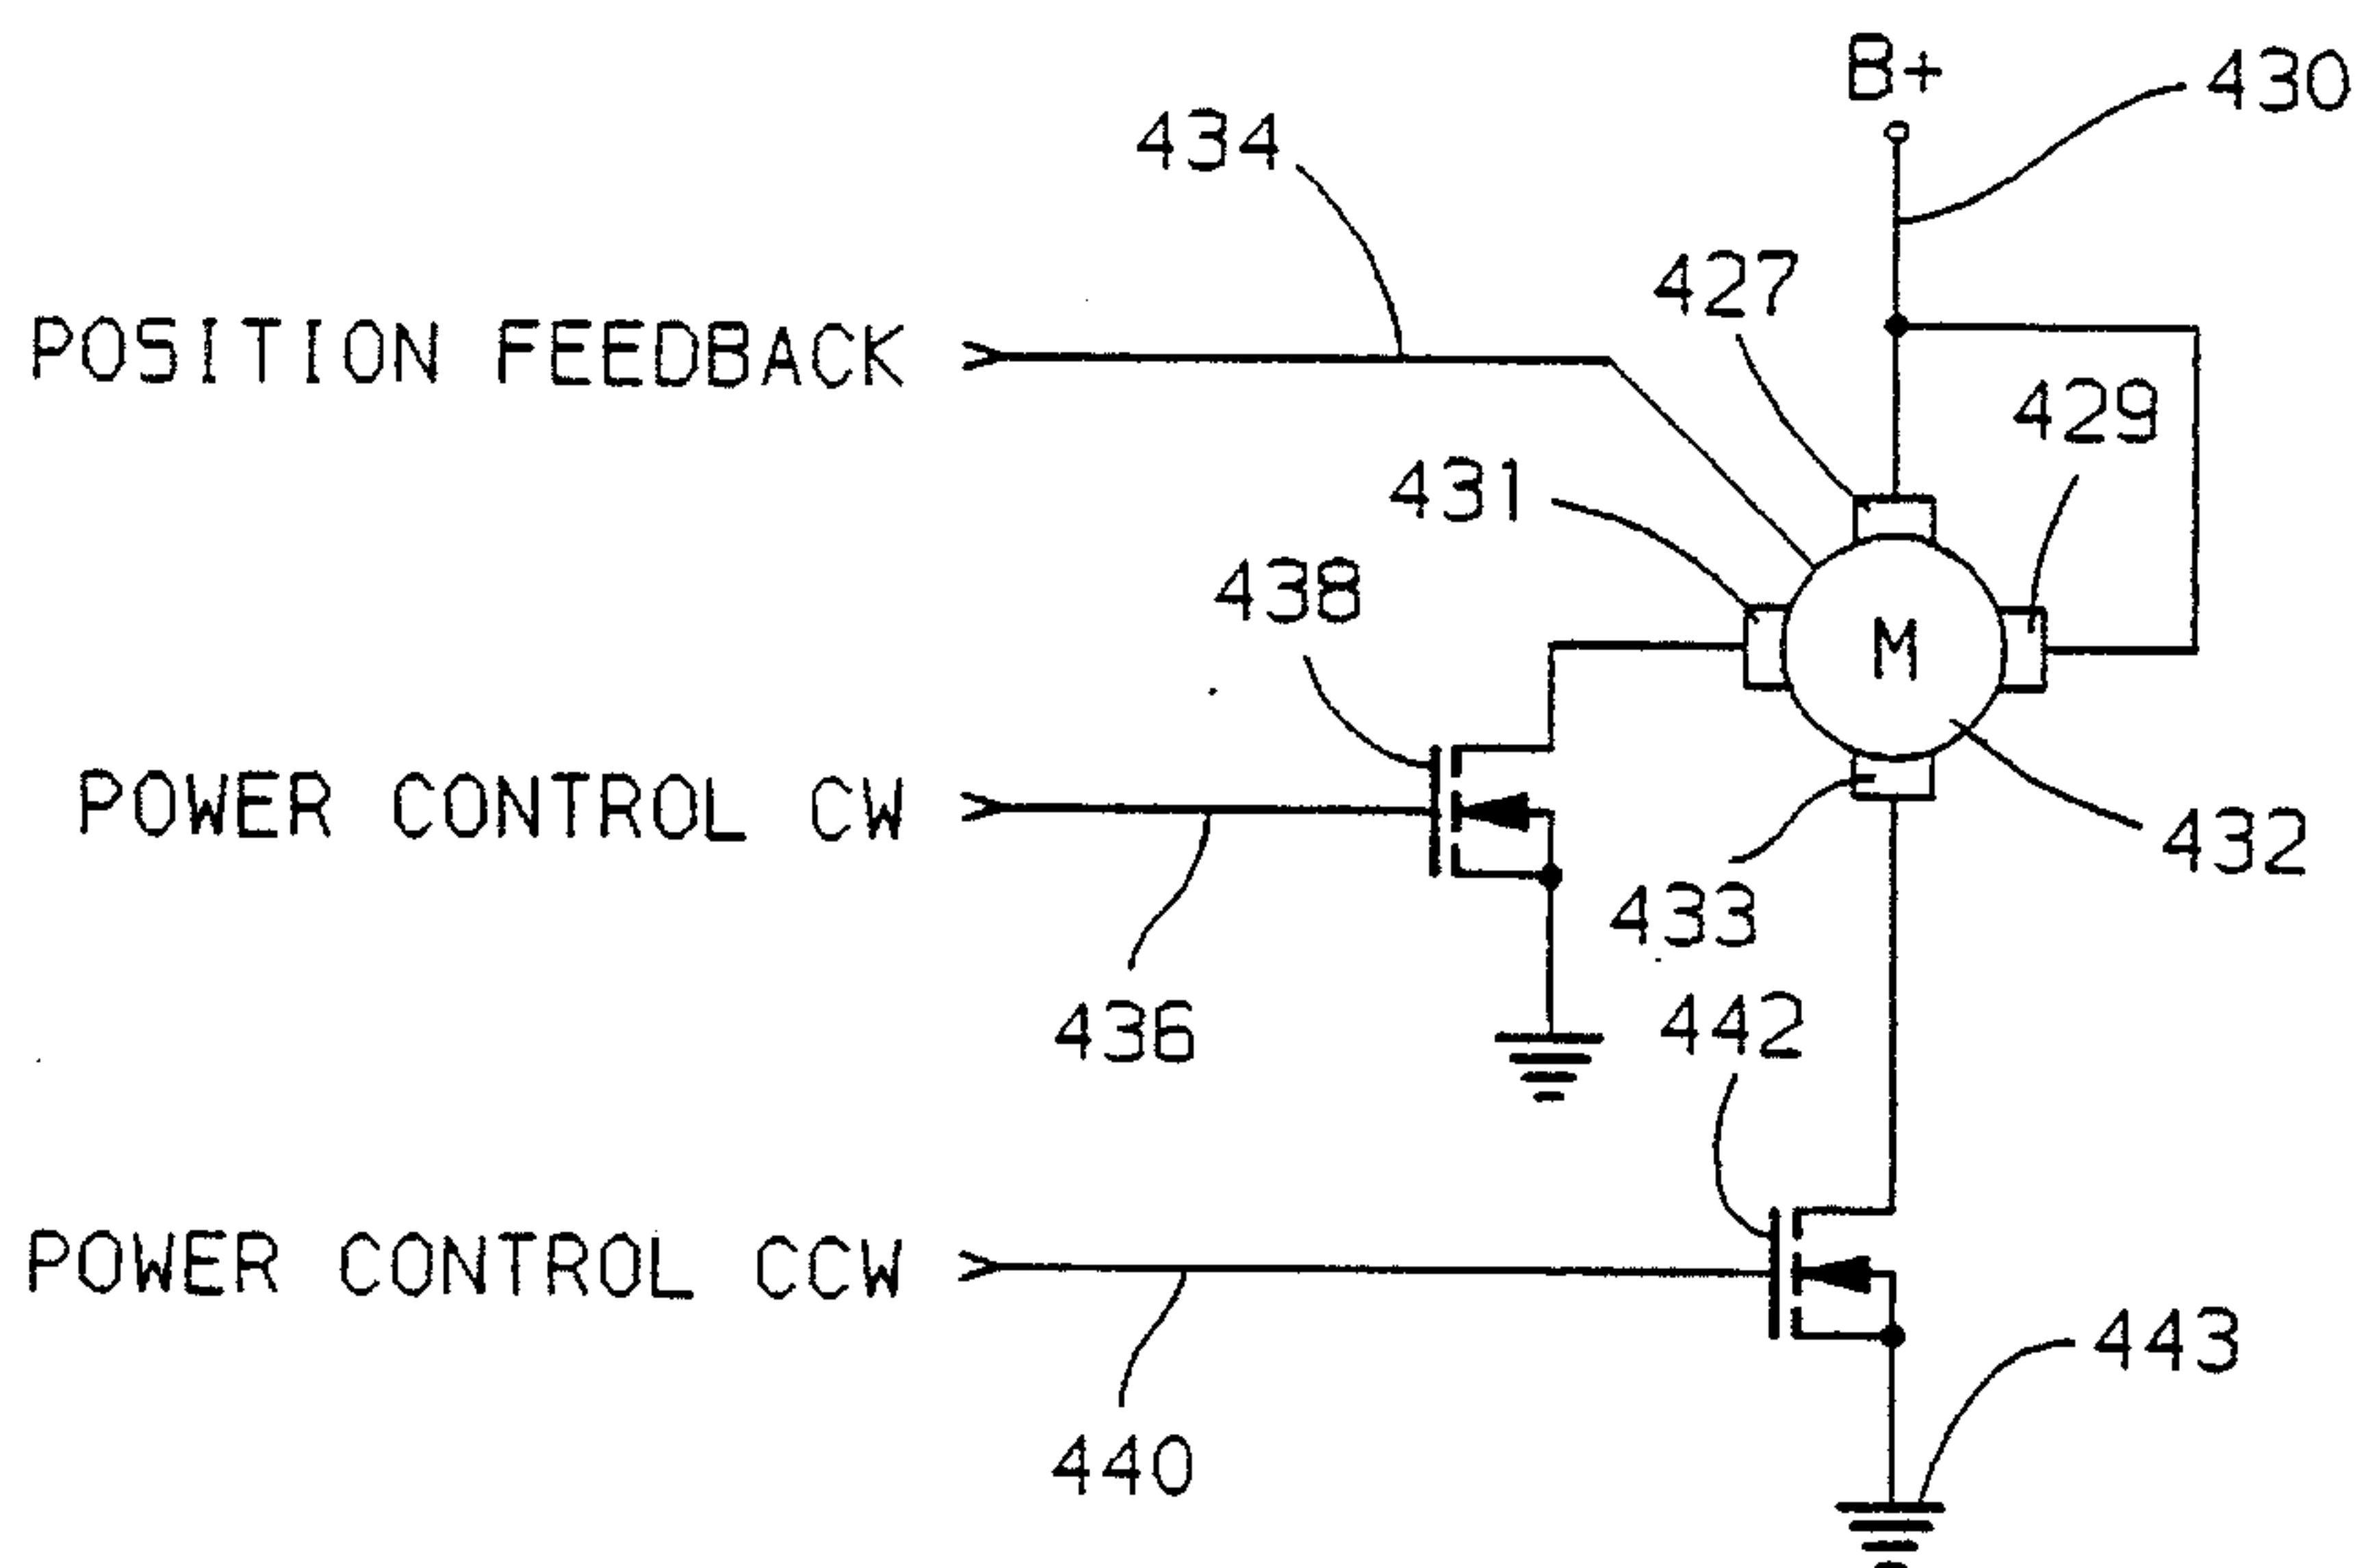 B+
430
434
427
POSITION FEEDBACK
429
431
438
M
POWER CONTROL CW
432
433
436
442
POWER CONTROL CCW
443
440